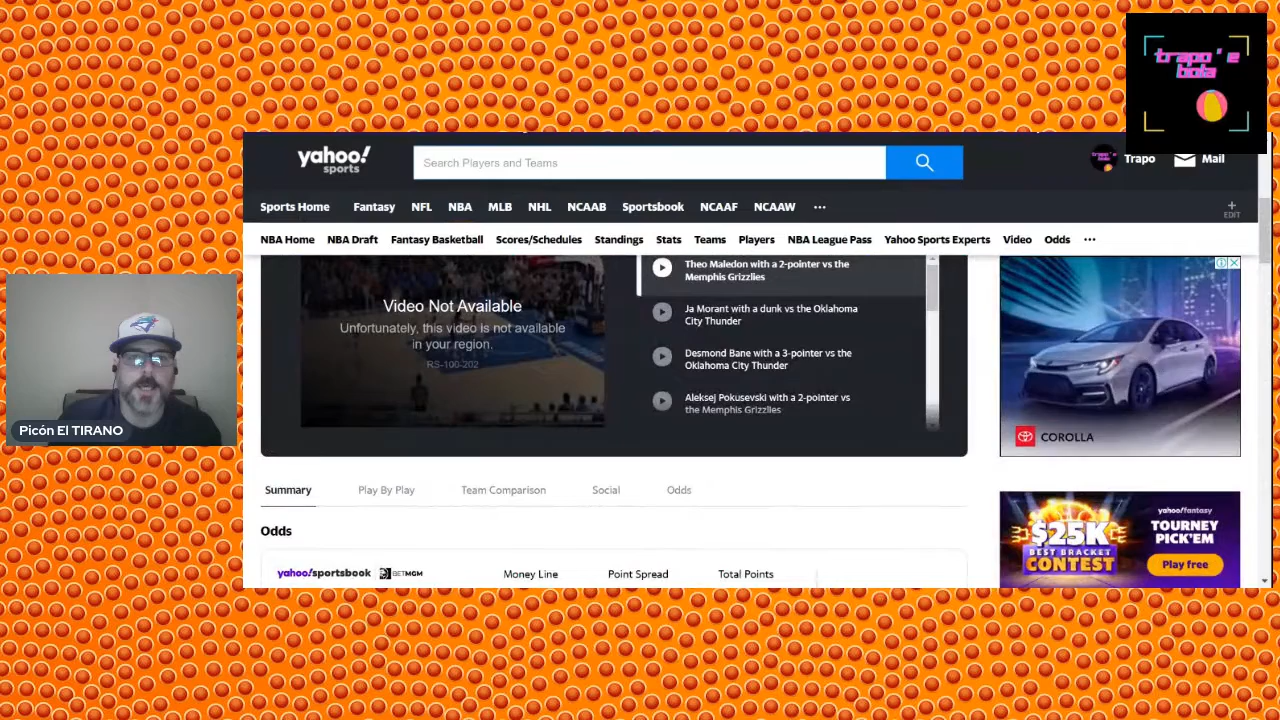 trapo'e
bola
yahoo!
sports
Search Players and Teams
Trapo
Mail
Sports Home Fantasy NFL NBA MLB NHL NCAAB Sportsbook NCAAF NCAAW ...
EDIT
NBA Home NBA Draft Fantasy Basketball Scores/Schedules Standings Stats Teams Players NBA League Pass Yahoo Sports Experts Video Odds ...
Video Not Available
Unfortunately, this video is not available
in your region.
RS-100-202
Theo Maledon with a 2-pointer vs the
Memphis Grizzlies
Ja Morant with a dunk vs the Oklahoma
City Thunder
Desmond Bane with a 3-pointer vs the
Oklahoma City Thunder
Aleksej Pokusevski with a 2-pointer vs
the Memphis Grizzlies
COROLLA
Picón El TIRANO
Summary Play By Play Team Comparison Social Odds
Odds
yahoo!sportsbook BETMGM Money Line Point Spread Total Points
$25K
BEST BRACKET
CONTEST
yahoo!fantasy
TOURNEY
PICK'EM
Play free